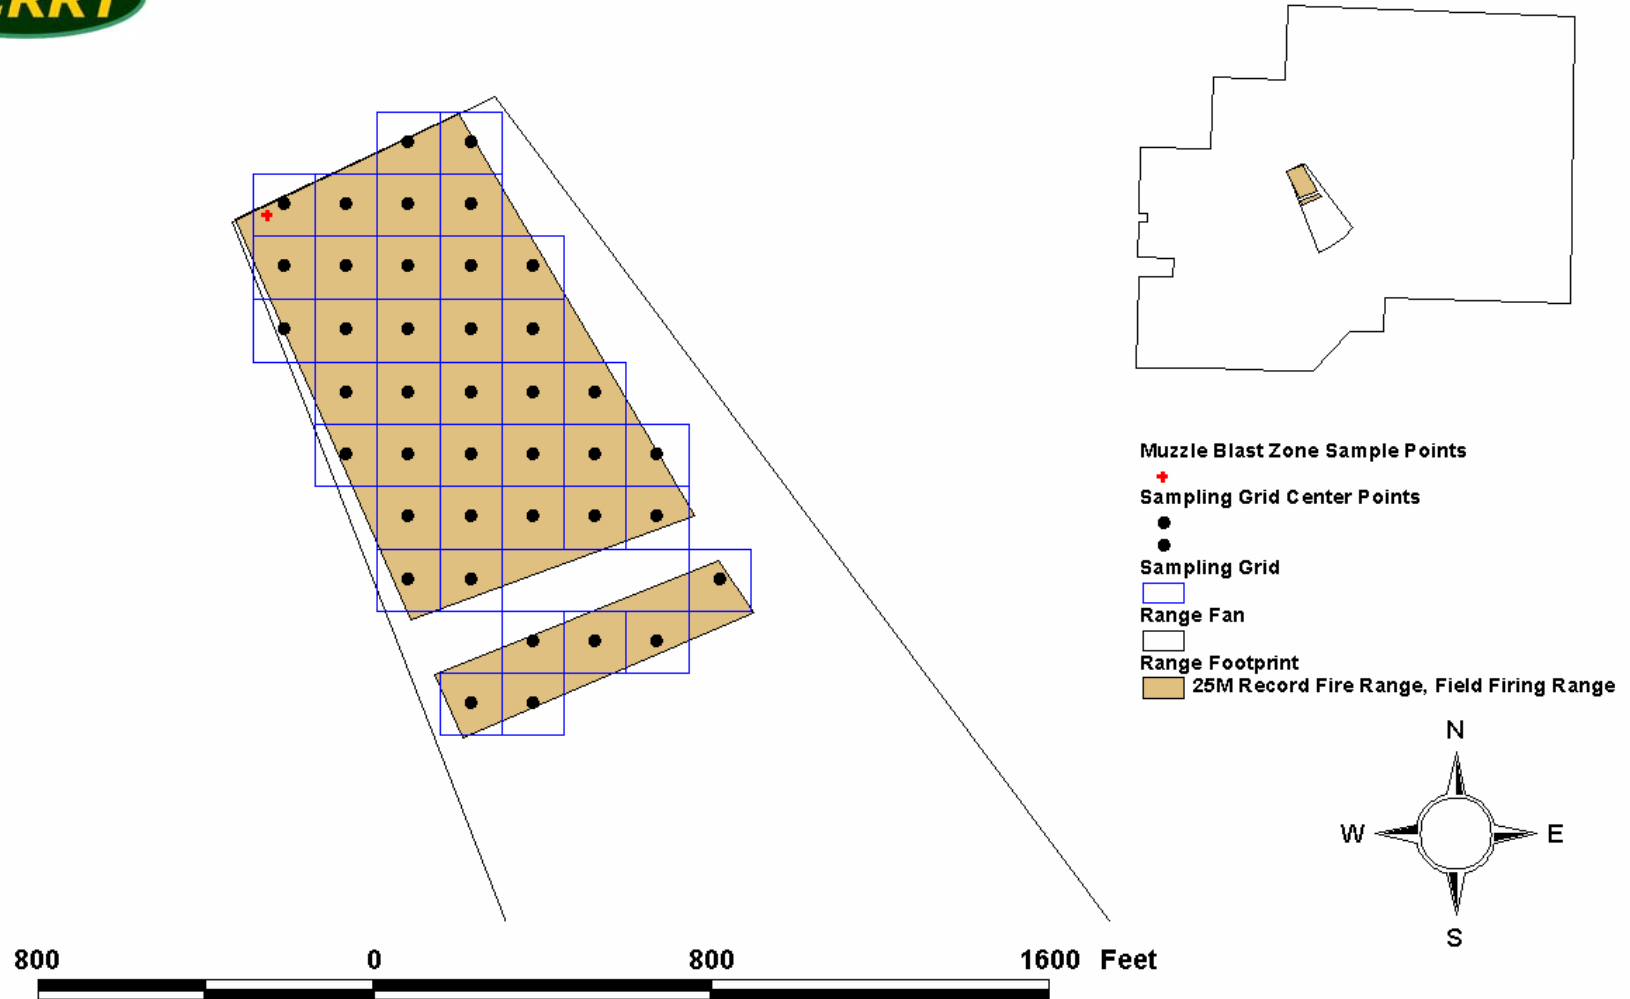 Muzzle Blast Zone Sample Points
Sampling Grid Center Points
Sampling Grid
Range Fan
Range Footprint
25M Record Fire Range, Field Firing Range
N
W E
S
800 0 800 1600 Feet